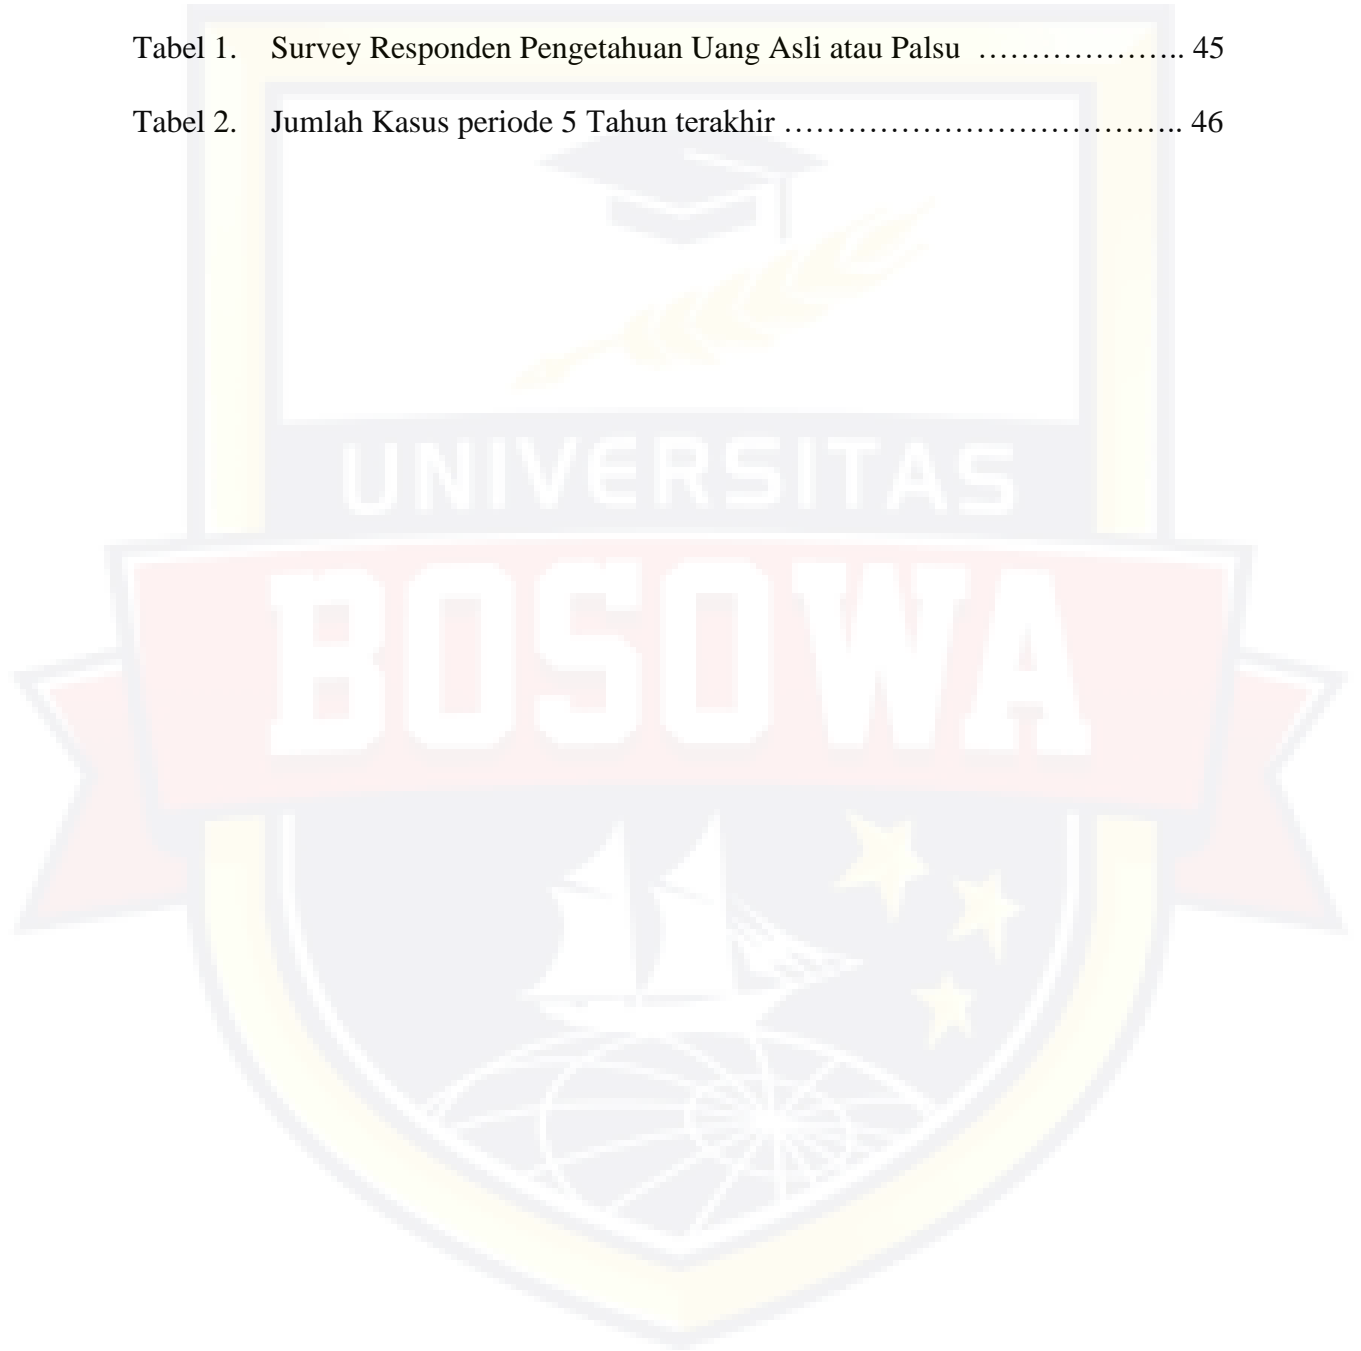 Tabel 1. Survey Responden Pengetahuan Uang Asli atau Palsu ……………….. 45
Tabel 2. Jumlah Kasus periode 5 Tahun terakhir ……………………………….. 46
UNIVERSITAS
BOSOWA